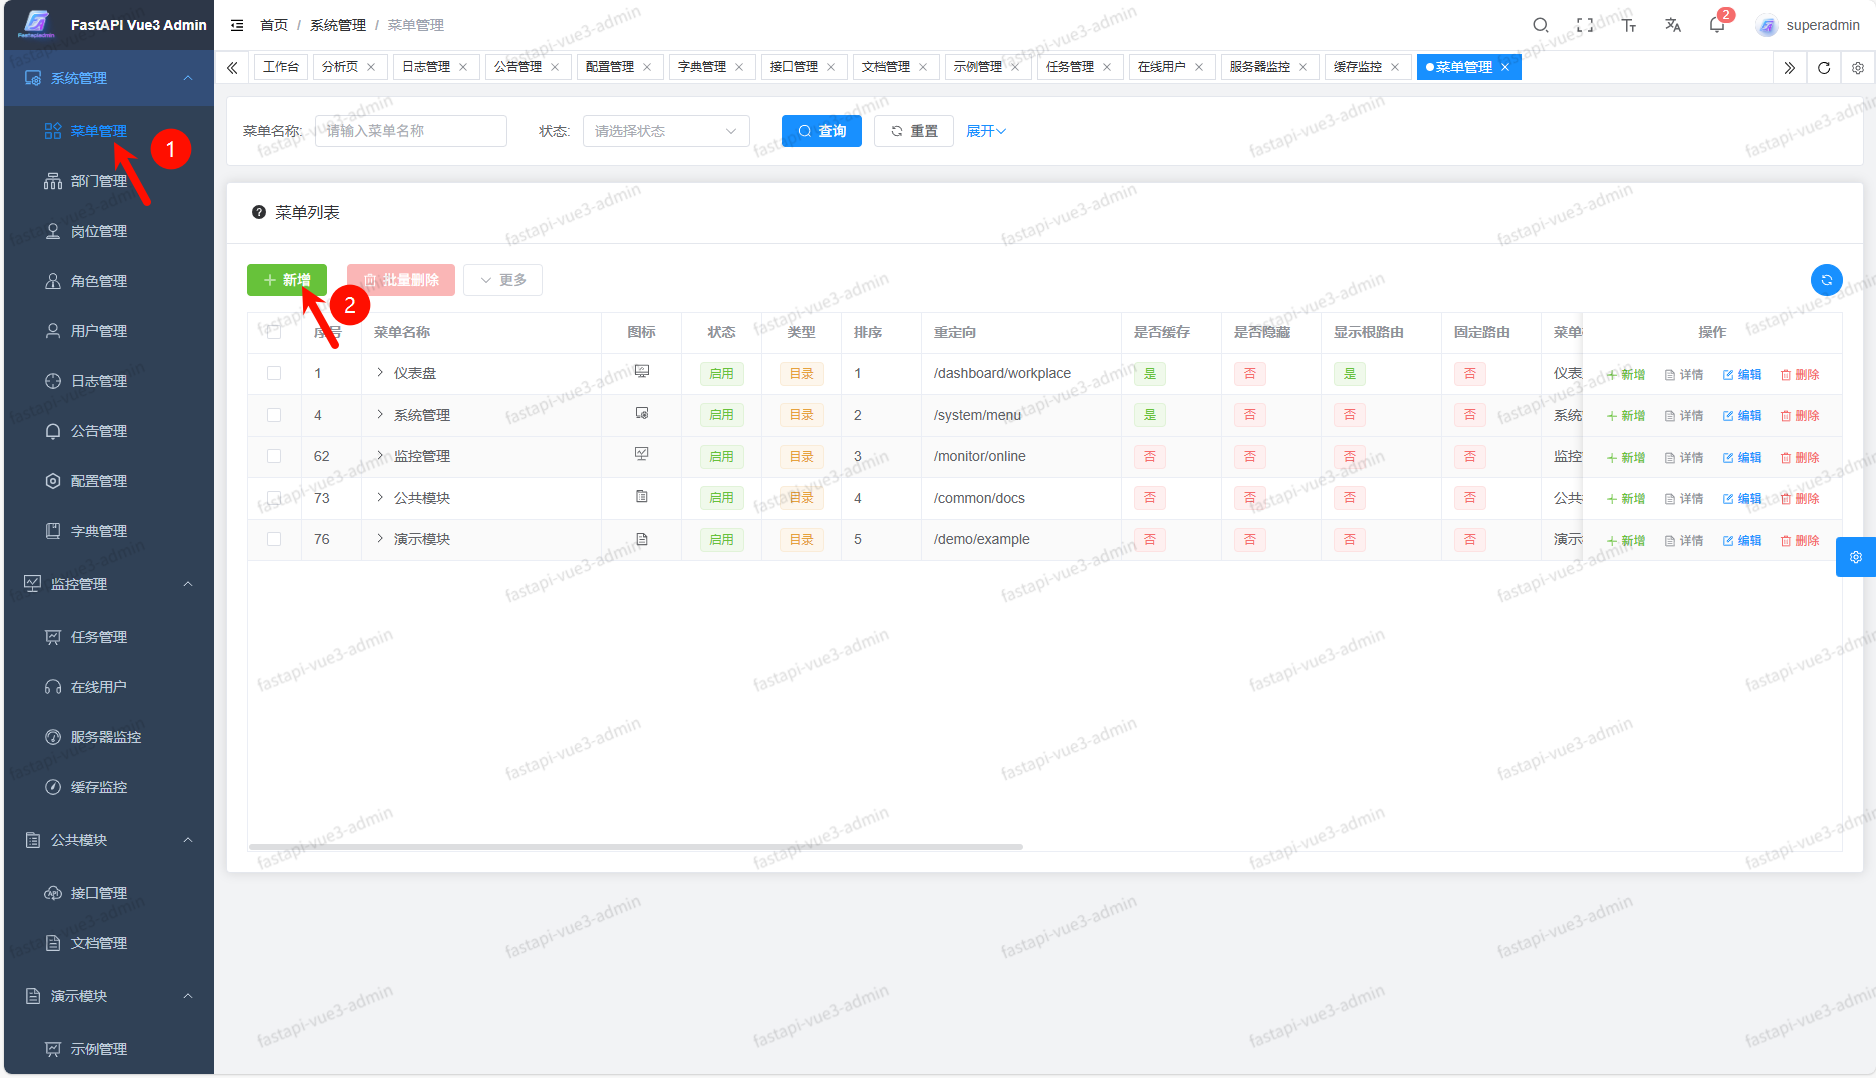 FastAPI Vue3 Admin
首页 / 系统管理 / 菜单管理
2
superadmin
工作台
分析页
日志管理
公告管理
配置管理
字典管理
接口管理
文档管理
示例管理
任务管理
在线用户
服务器监控
缓存监控
菜单管理
系统管理
菜单管理
1
部门管理
岗位管理
角色管理
用户管理
日志管理
公告管理
配置管理
字典管理
监控管理
任务管理
在线用户
服务器监控
缓存监控
公共模块
接口管理
文档管理
演示模块
示例管理
菜单名称: 请输入菜单名称 状态: 请选择状态 查询 重置 展开
菜单列表
新增 批量删除 更多
2
序号 菜单名称 图标 状态 类型 排序 重定向 是否缓存 是否隐藏 显示根路由 固定路由 菜单 操作
1 仪表盘 启用 目录 1 /dashboard/workplace 是 否 是 否 仪表 新增 详情 编辑 删除
4 系统管理 启用 目录 2 /system/menu 是 否 否 否 系统 新增 详情 编辑 删除
62 监控管理 启用 目录 3 /monitor/online 否 否 否 否 监控 新增 详情 编辑 删除
73 公共模块 启用 目录 4 /common/docs 否 否 否 否 公共 新增 详情 编辑 删除
76 演示模块 启用 目录 5 /demo/example 否 否 否 否 演示 新增 详情 编辑 删除
fastapi-vue3-admin